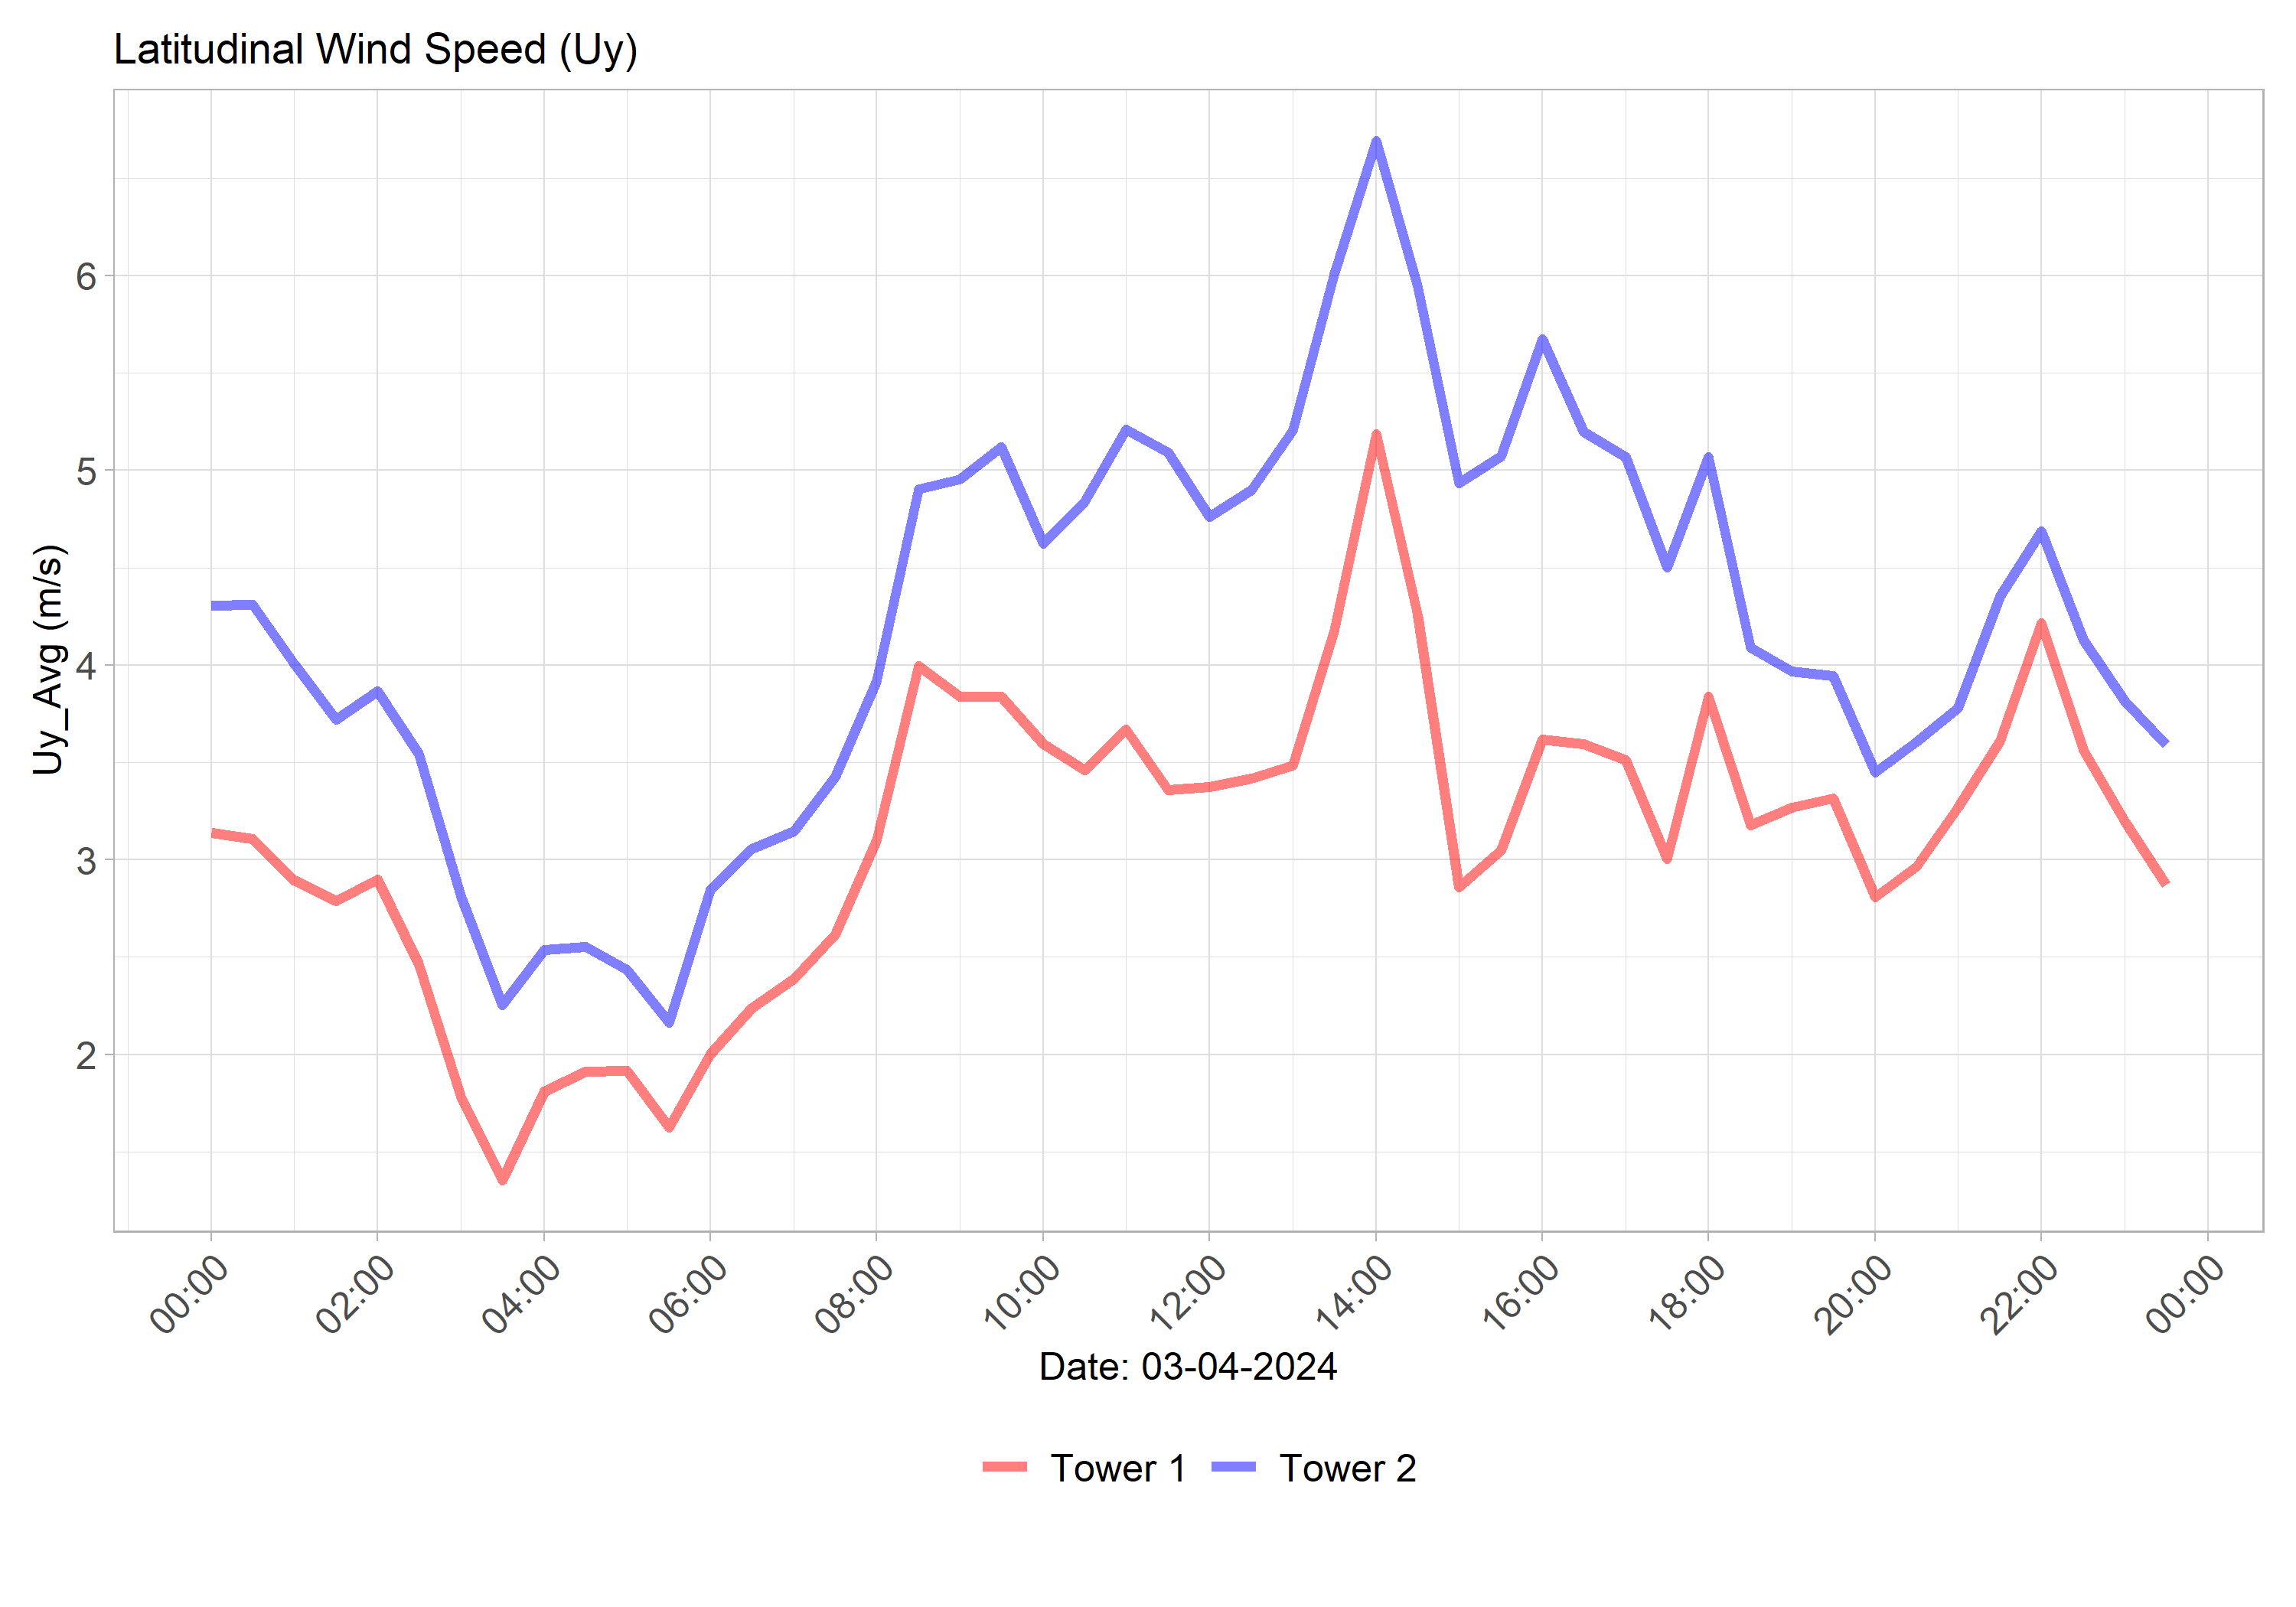 Latitudinal Wind Speed (Uy)
Uy_Avg (m/s)
6
5
4
3
2
00:00 02:00 04:00 06:00 08:00 10:00 12:00 14:00 16:00 18:00 20:00 22:00 00:00
Date: 03-04-2024
Tower 1 Tower 2